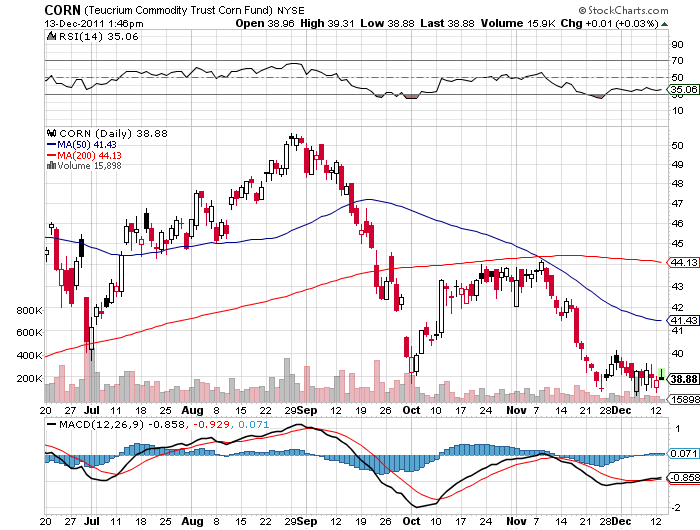 CORN (Teucrium Commodity Trust Corn Fund) NYSE
© StockCharts.com
13-Dec-2011 1:46pm
Open 38.96 High 39.31 Low 38.88 Last 38.88 Volume 15.9K Chg +0.01 (+0.03%)
RSI(14) 35.06
90
70
50
35.06
30
10
CORN (Daily) 38.88
MA(50) 41.43
MA(200) 44.13
Volume 15,898
50
49
48
47
46
45
44.13
43
42
41.43
41
40
38.88
15898
800K
600K
400K
200K
20 27 Jul 11 18 25 Aug 8 15 22 29 Sep 12 19 26 Oct 10 17 24 Nov 7 14 21 28 Dec 12
MACD(12,26,9) -0.858, -0.929, 0.071
1
0.071
-0.858
-2
20 27 Jul 11 18 25 Aug 8 15 22 29 Sep 12 19 26 Oct 10 17 24 Nov 7 14 21 28 Dec 12